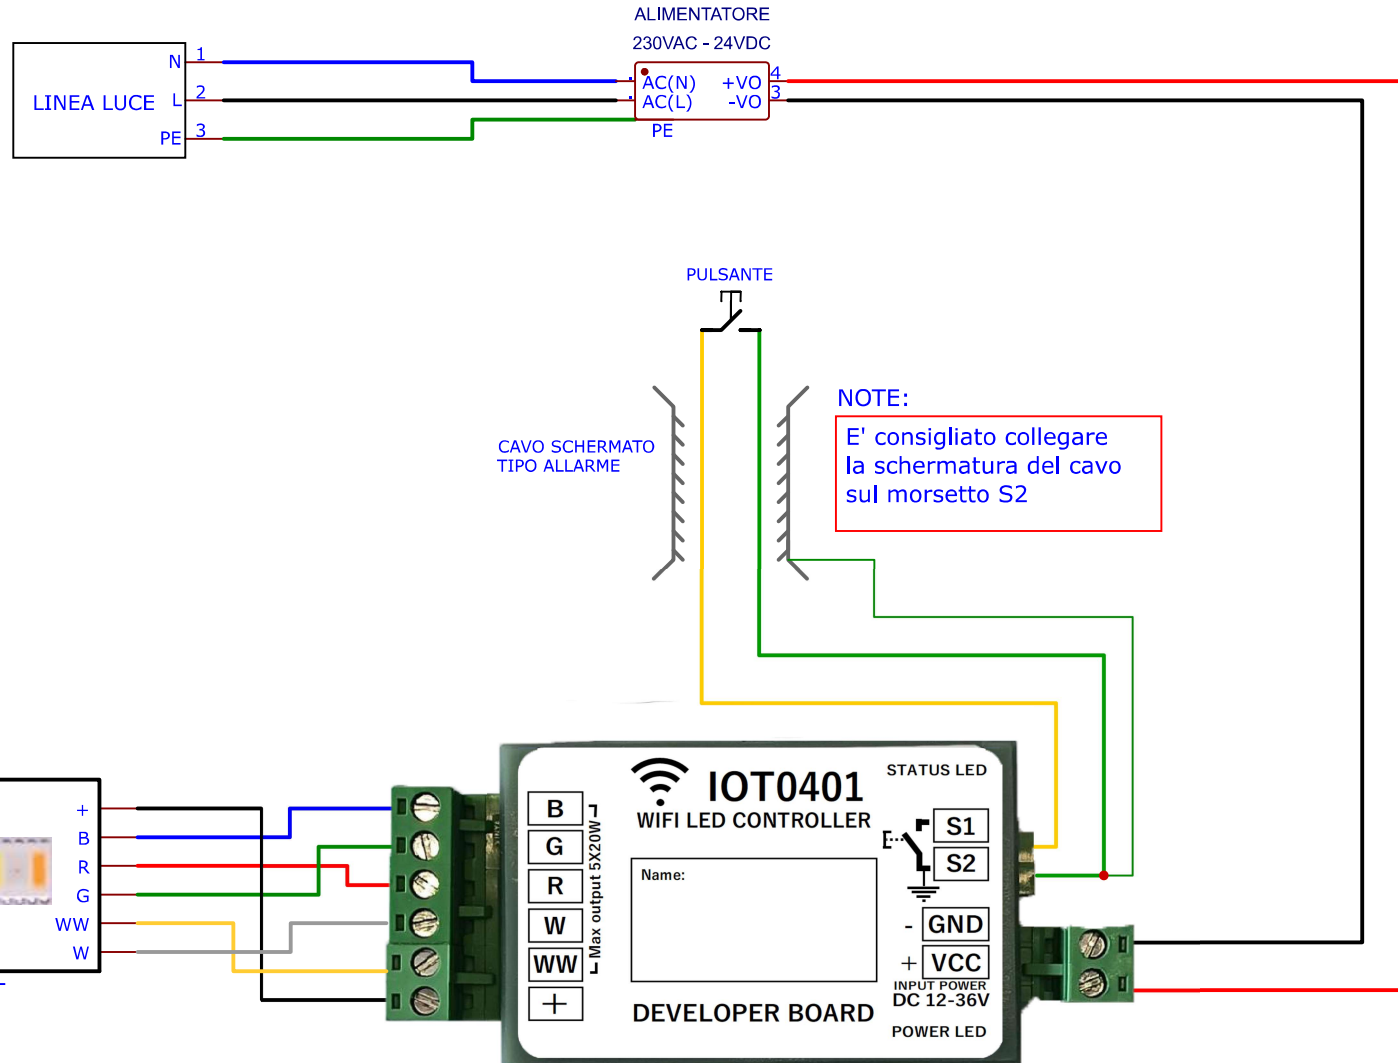 ALIMENTATORE
230VAC - 24VDC
LINEA LUCE
N 1
L 2
PE 3
AC(N) +VO 4
AC(L) -VO 3
PE
PULSANTE
CAVO SCHERMATO
TIPO ALLARME
NOTE:
E' consigliato collegare
la schermatura del cavo
sul morsetto S2
+
B
R
G
WW
W
B
G
R
W
WW
+
Max output 5X20W
IOT0401
WIFI LED CONTROLLER
Name:
DEVELOPER BOARD
STATUS LED
S1
S2
- GND
+ VCC
INPUT POWER
DC 12-36V
POWER LED